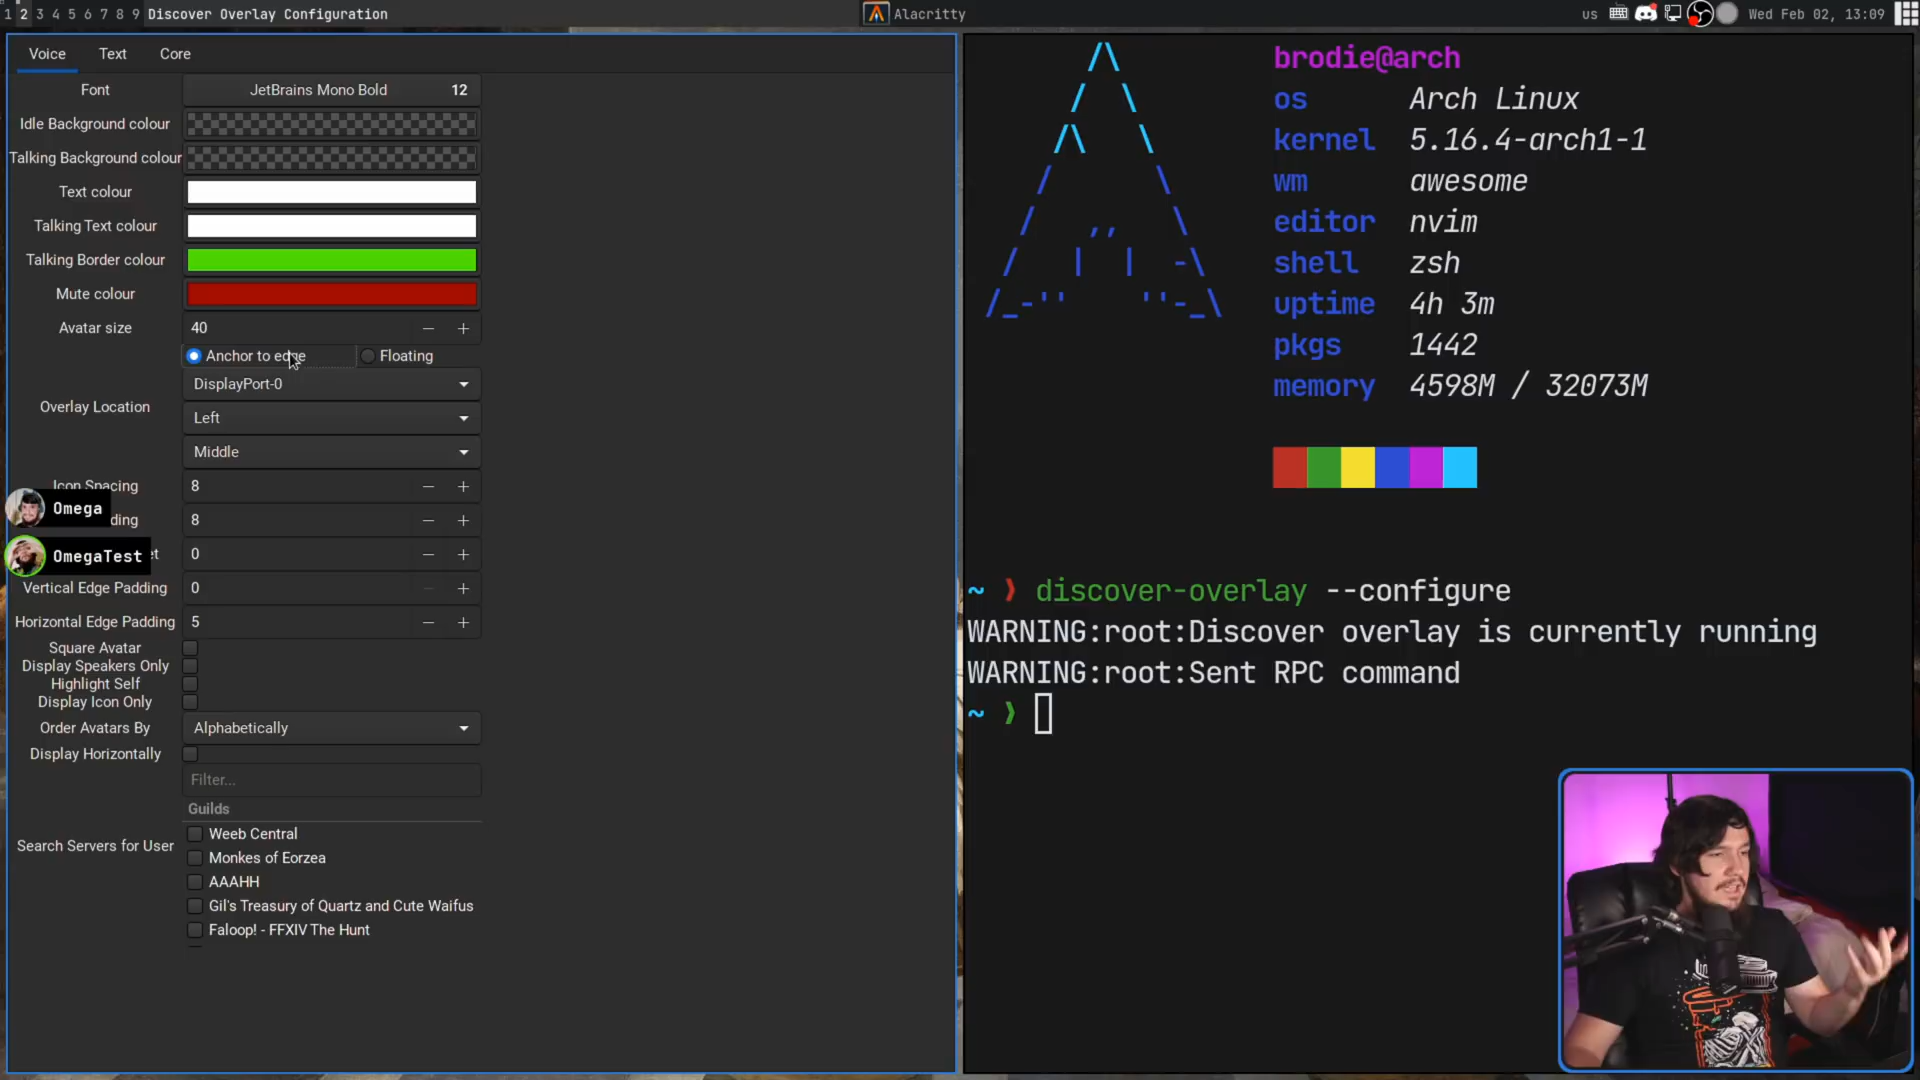 1 2 3 4 5 6 7 8 9 Discover Overlay Configuration
Alacritty
us
Wed Feb 02, 13:09
Voice Text Core
Font JetBrains Mono Bold 12
Idle Background colour
Talking Background colour
Text colour
Talking Text colour
Talking Border colour
Mute colour
Avatar size 40 − +
Anchor to edge Floating
Overlay Location
DisplayPort-0
Left
Middle
Icon Spacing 8 − +
Omega
ding 8 − +
OmegaTest
et 0 − +
Vertical Edge Padding 0 − +
Horizontal Edge Padding 5 − +
Square Avatar
Display Speakers Only
Highlight Self
Display Icon Only
Order Avatars By Alphabetically
Display Horizontally
Filter...
Guilds
Search Servers for User
Weeb Central
Monkes of Eorzea
AAAHH
Gil's Treasury of Quartz and Cute Waifus
Faloop! - FFXIV The Hunt
brodie@arch
os Arch Linux
kernel 5.16.4-arch1-1
wm awesome
editor nvim
shell zsh
uptime 4h 3m
pkgs 1442
memory 4598M / 32073M
~ ❯ discover-overlay --configure
WARNING:root:Discover overlay is currently running
WARNING:root:Sent RPC command
~ ❯